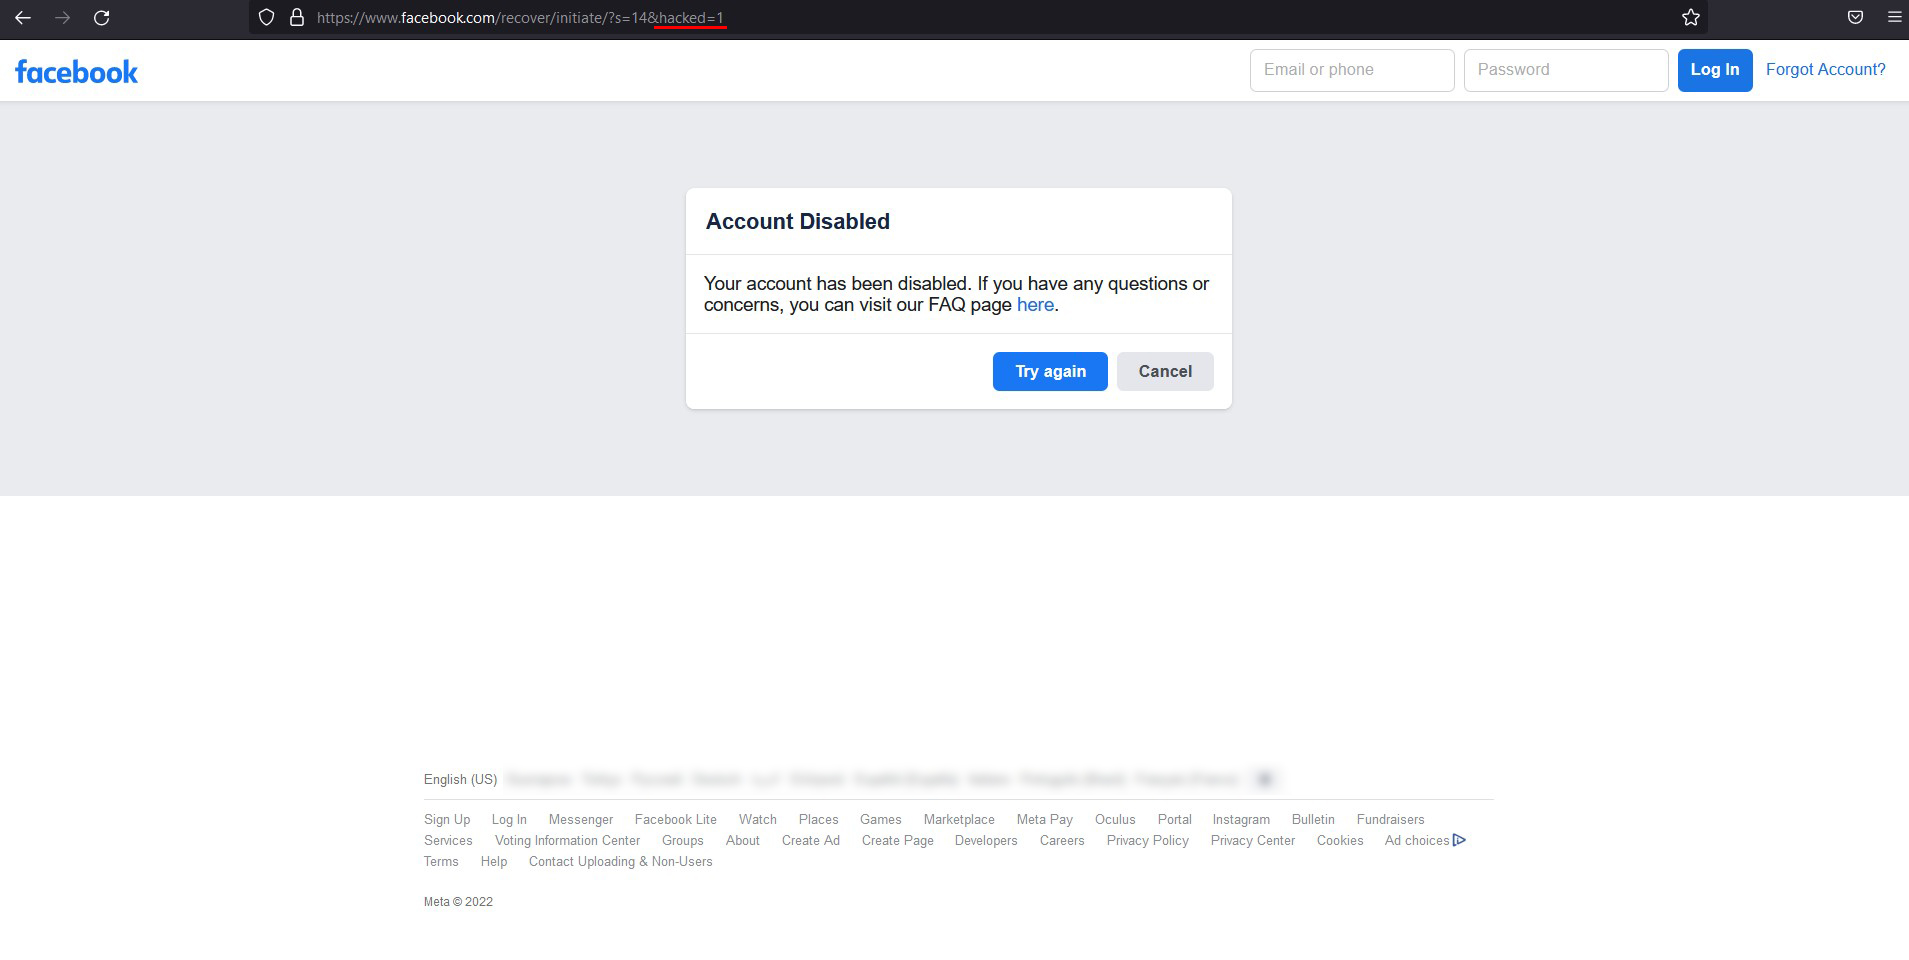 https://www.facebook.com/recover/initiate/?s=14&hacked=1
facebook
Email or phone Password Log In Forgot Account?
Account Disabled
Your account has been disabled. If you have any questions or
concerns, you can visit our FAQ page here.
Try again Cancel
English (US)
Sign Up Log In Messenger Facebook Lite Watch Places Games Marketplace Meta Pay Oculus Portal Instagram Bulletin Fundraisers
Services Voting Information Center Groups About Create Ad Create Page Developers Careers Privacy Policy Privacy Center Cookies Ad choices
Terms Help Contact Uploading & Non-Users
Meta © 2022